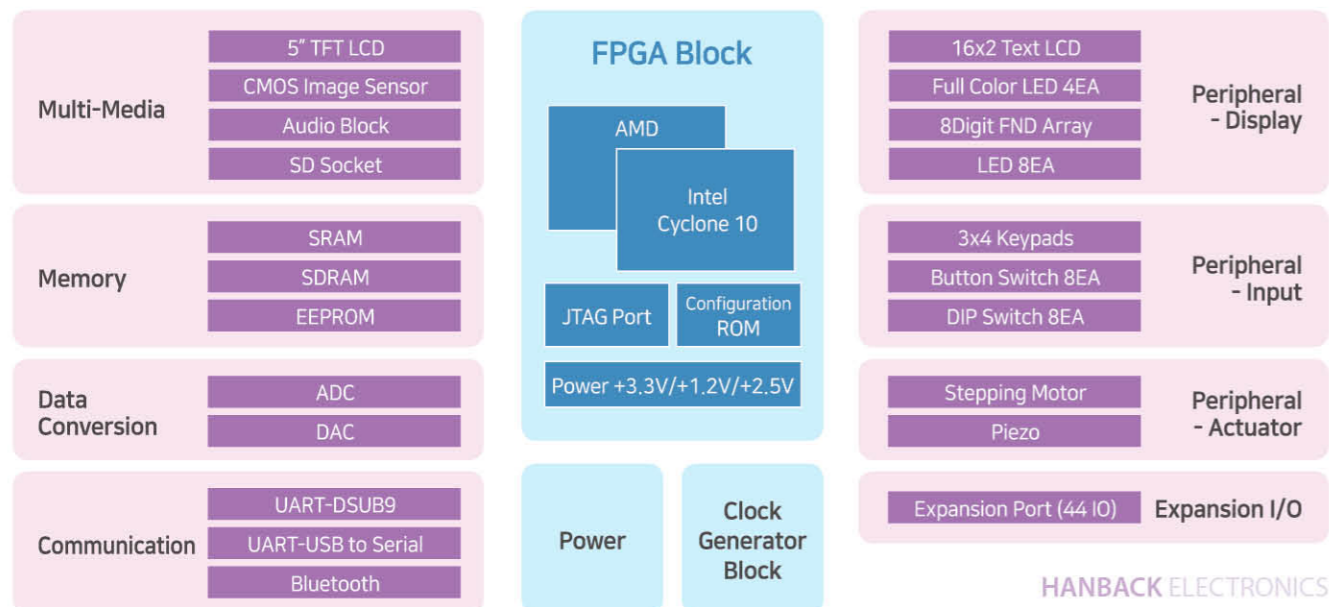 Multi-Media
5” TFT LCD
CMOS Image Sensor
Audio Block
SD Socket
Memory
SRAM
SDRAM
EEPROM
Data
Conversion
ADC
DAC
Communication
UART-DSUB9
UART-USB to Serial
Bluetooth
FPGA Block
AMD
Intel
Cyclone 10
JTAG Port
Configuration
ROM
Power +3.3V/+1.2V/+2.5V
Power
Clock
Generator
Block
16x2 Text LCD
Full Color LED 4EA
8Digit FND Array
LED 8EA
Peripheral
- Display
3x4 Keypads
Button Switch 8EA
DIP Switch 8EA
Peripheral
- Input
Stepping Motor
Piezo
Peripheral
- Actuator
Expansion Port (44 IO)
Expansion I/O
HANBACK ELECTRONICS